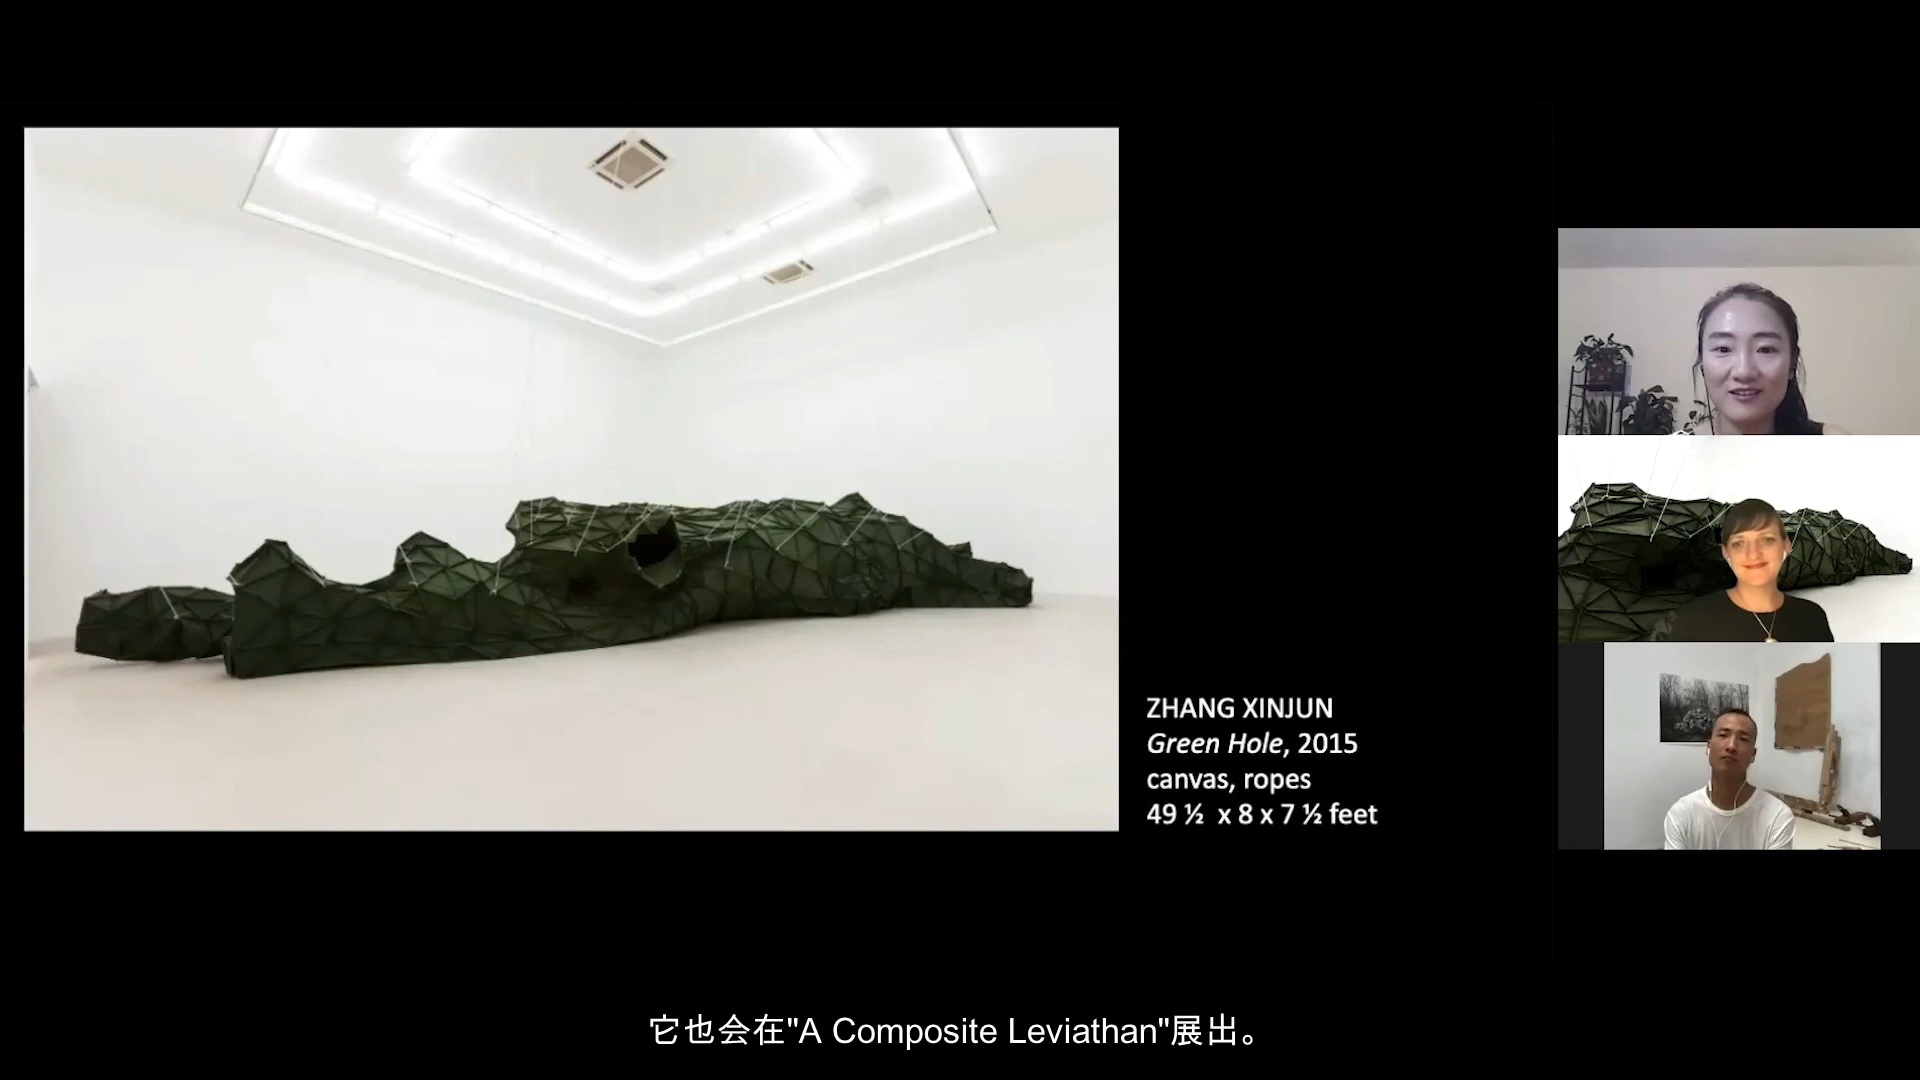 ZHANG XINJUN
Green Hole, 2015
canvas, ropes
49 ½ x 8 x 7 ½ feet
它也会在"A Composite Leviathan"展出。